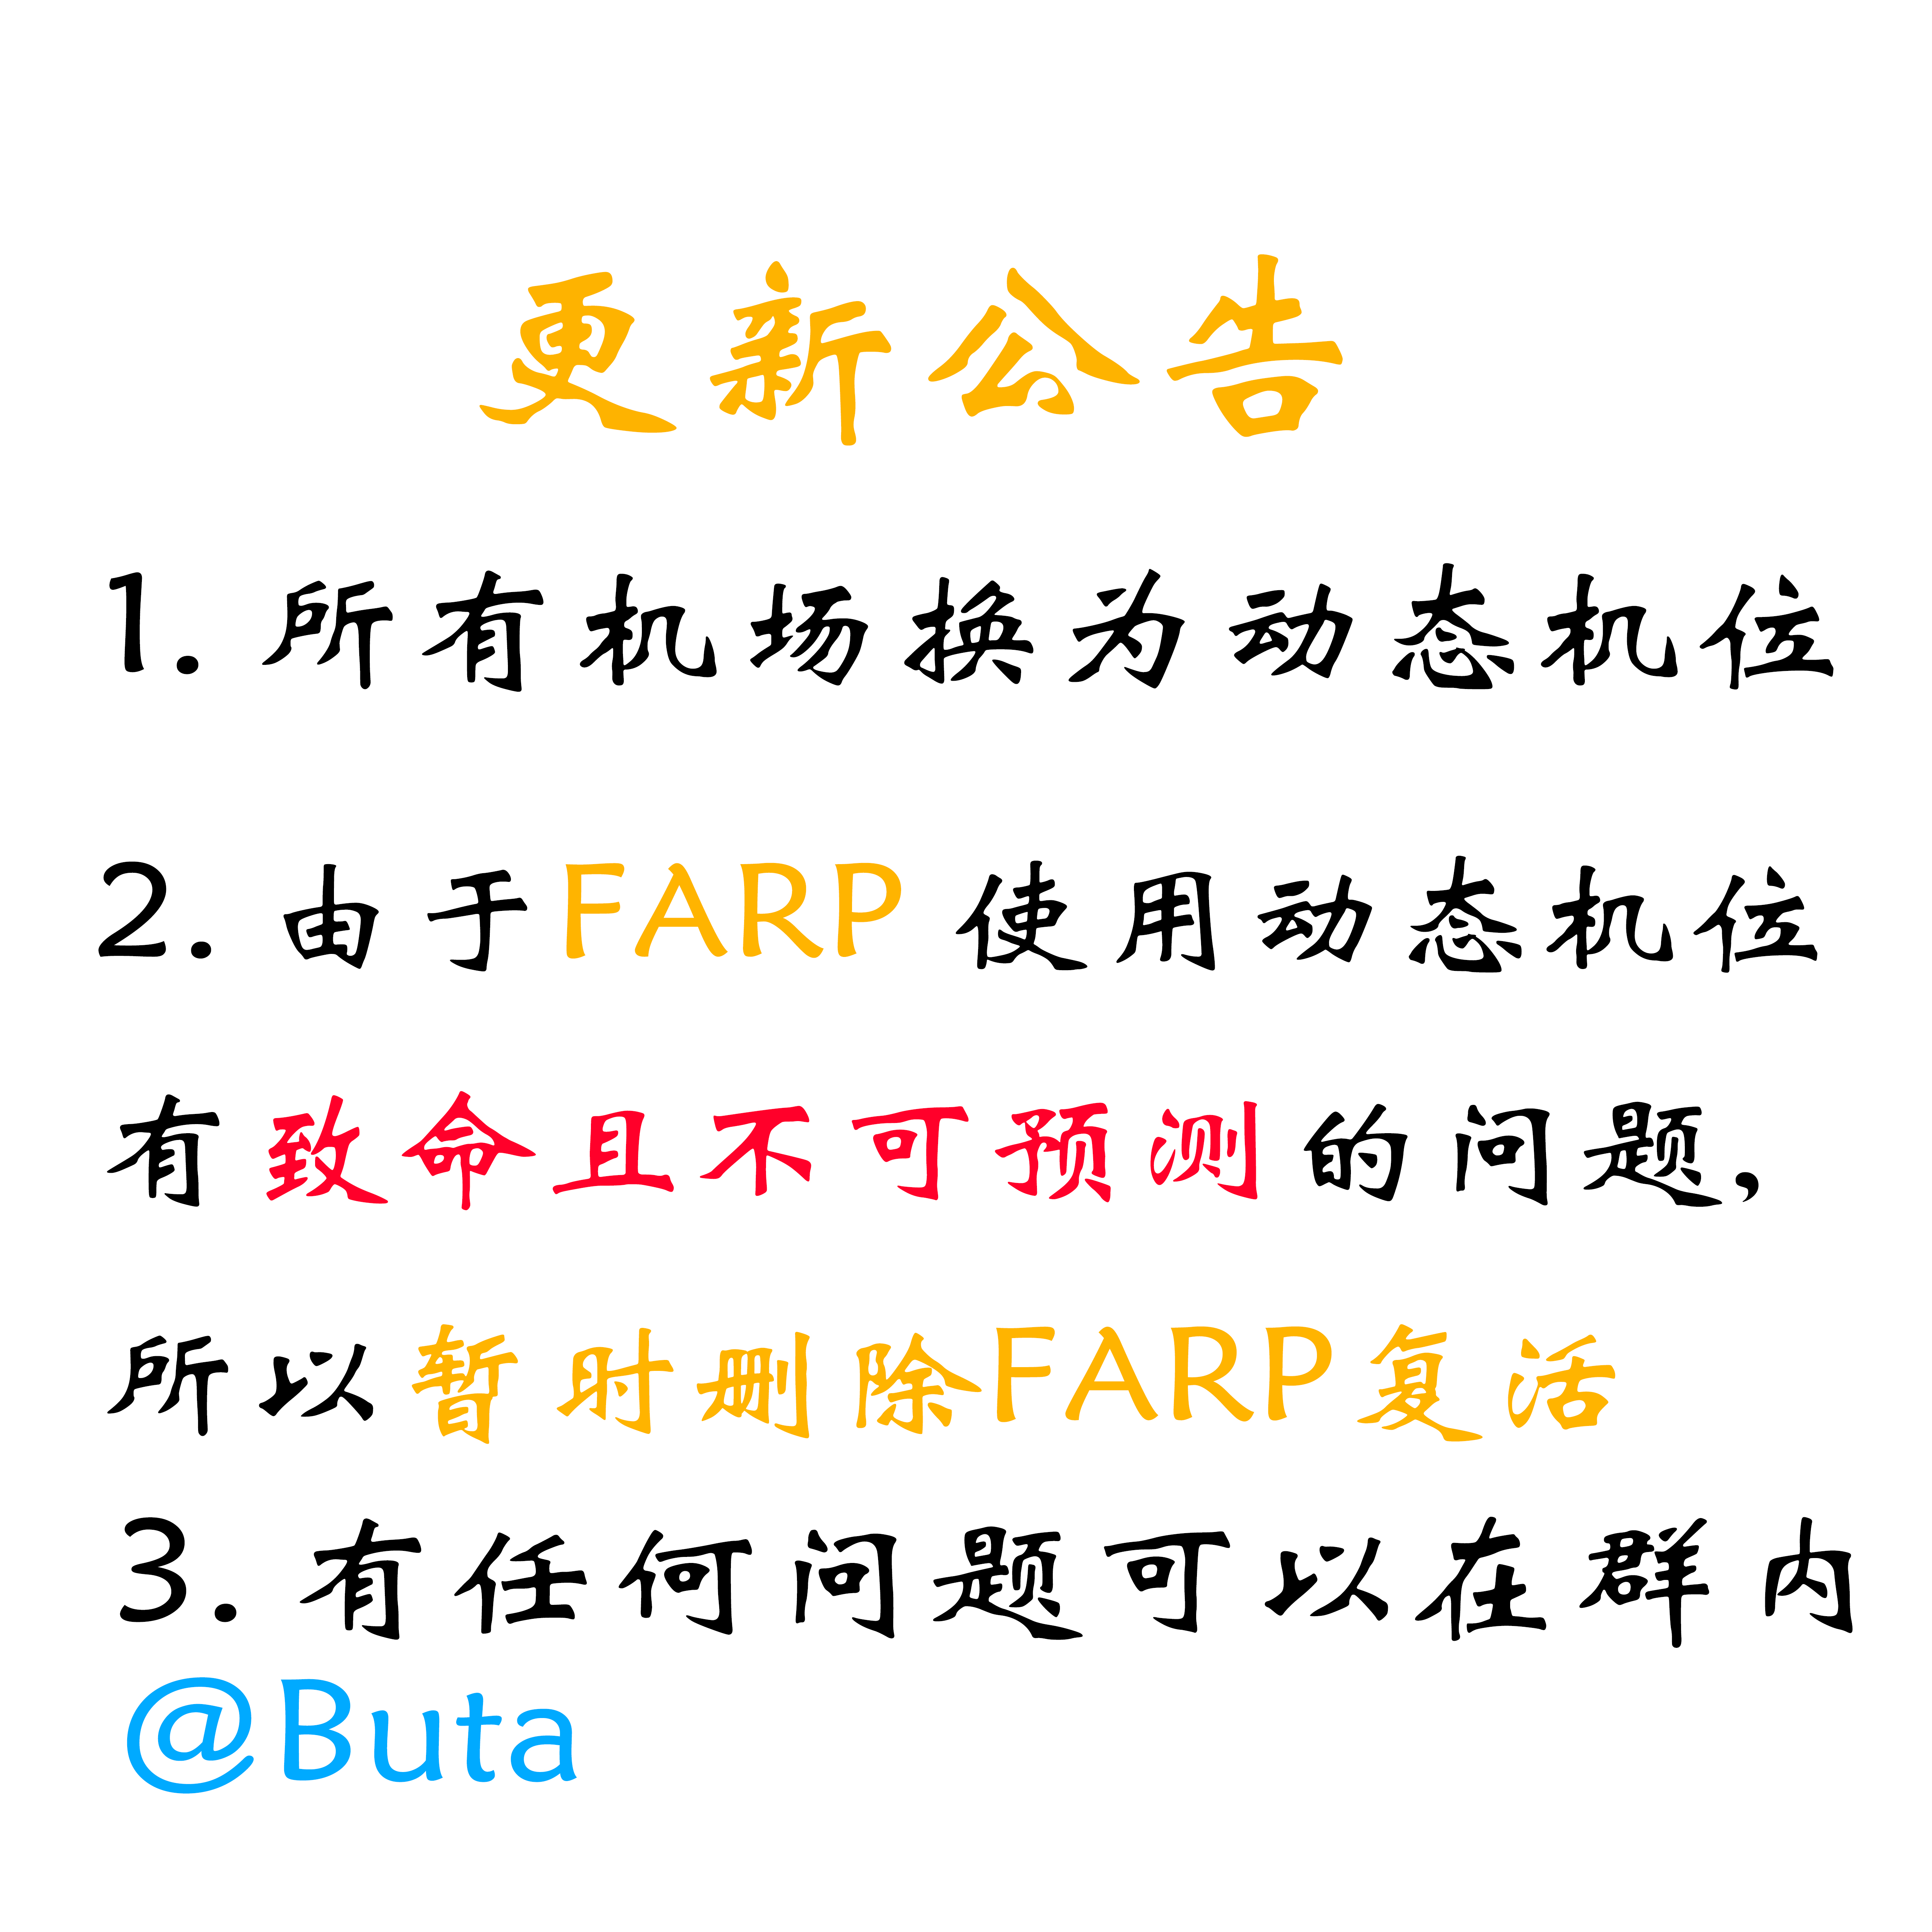 更新公告
1.所有机场换为动态机位
2.由于EARP使用动态机位
有致命且不可预测的问题,
所以暂时删除EARP复活
3.有任何问题可以在群内
@Buta